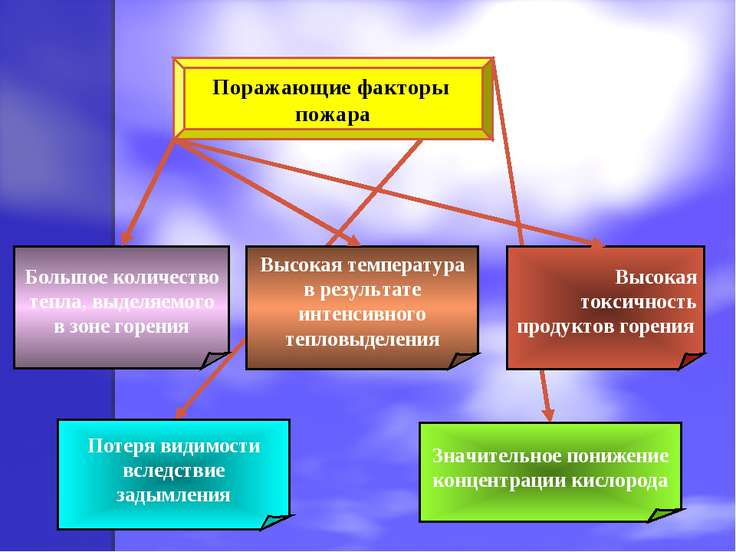 Поражающие факторы
пожара
Большое количество
тепла, выделяемого
в зоне горения
Высокая температура
в результате
интенсивного
тепловыделения
Высокая
токсичность
продуктов горения
Потеря видимости
вследствие
задымления
Значительное понижение
концентрации кислорода